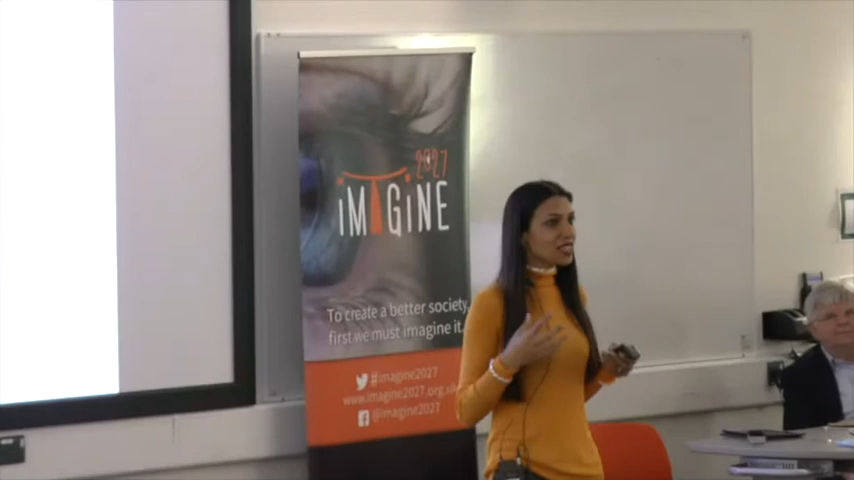 2027
iMAGiNE
To create a better society,
first we must imagine it.
#imagine2027
www.imagine2027.org.uk
@imagine2027